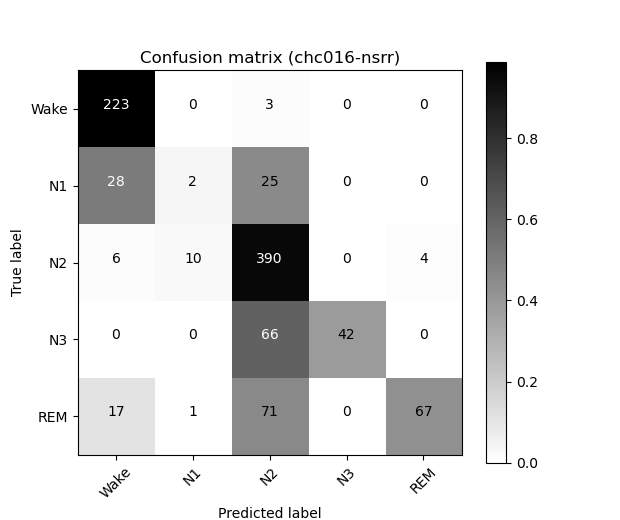 Confusion matrix (chc016-nsrr)
Wake 223 0 3 0 0
N1 28 2 25 0 0
N2 6 10 390 0 4
N3 0 0 66 42 0
REM 17 1 71 0 67
Wake N1 N2 N3 REM
True label
Predicted label
0.8
0.6
0.4
0.2
0.0